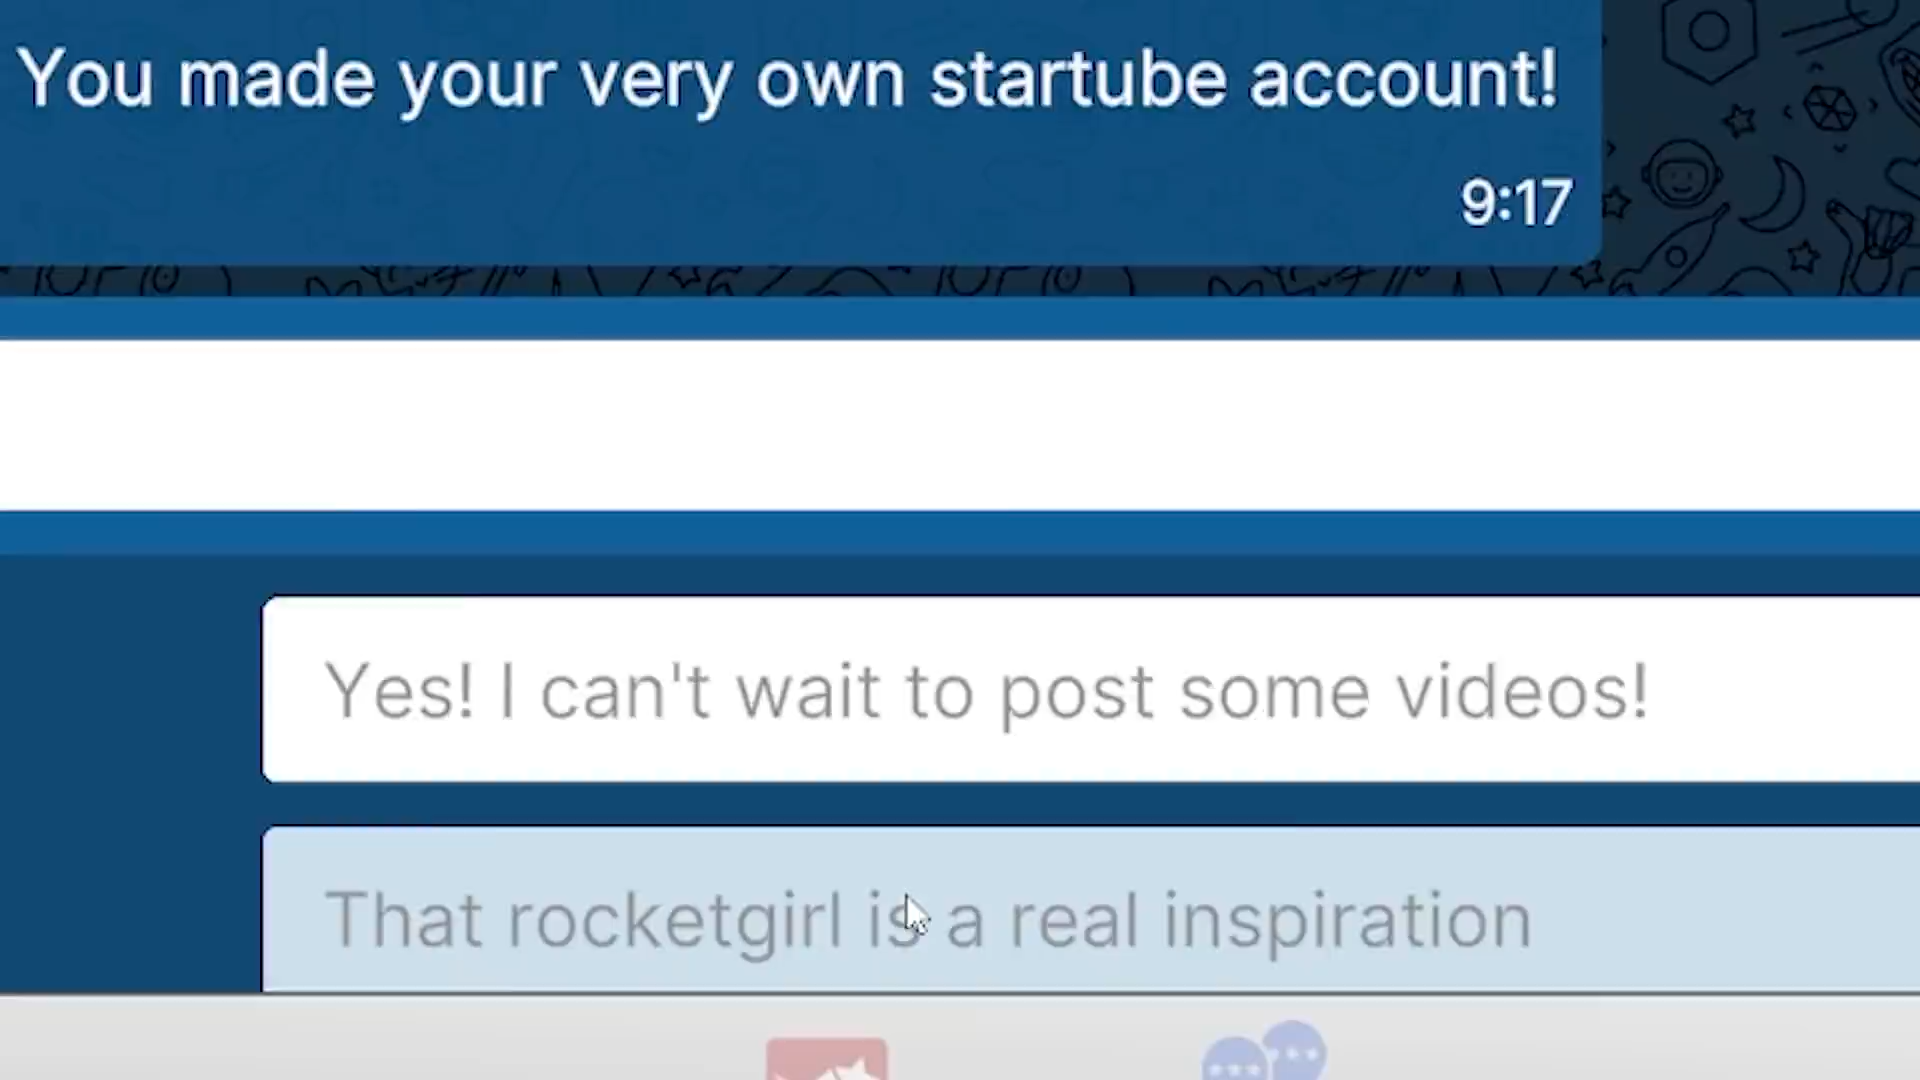 You made your very own startube account!
9:17
Yes! I can't wait to post some videos!
That rocketgirl is a real inspiration